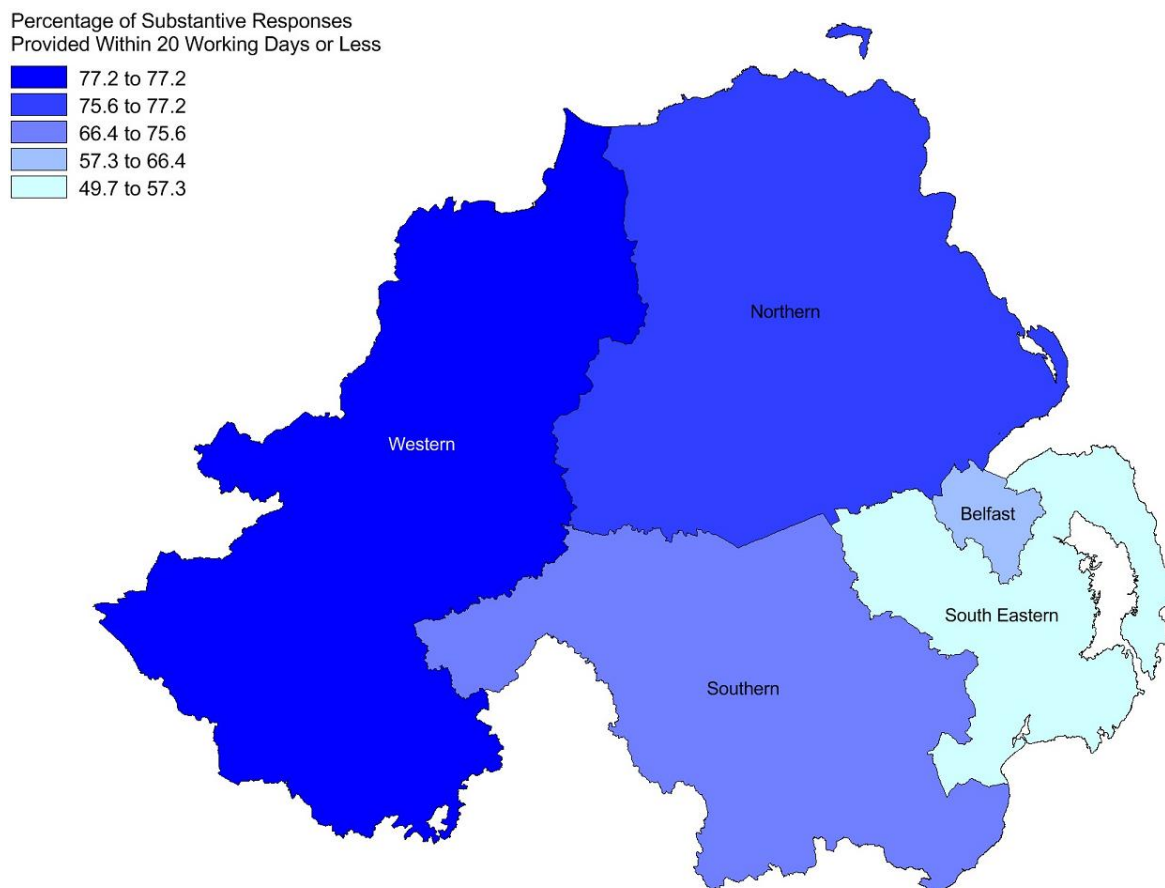 Percentage of Substantive Responses
Provided Within 20 Working Days or Less
77.2 to 77.2
75.6 to 77.2
66.4 to 75.6
57.3 to 66.4
49.7 to 57.3
Northern
Western
Belfast
South Eastern
Southern